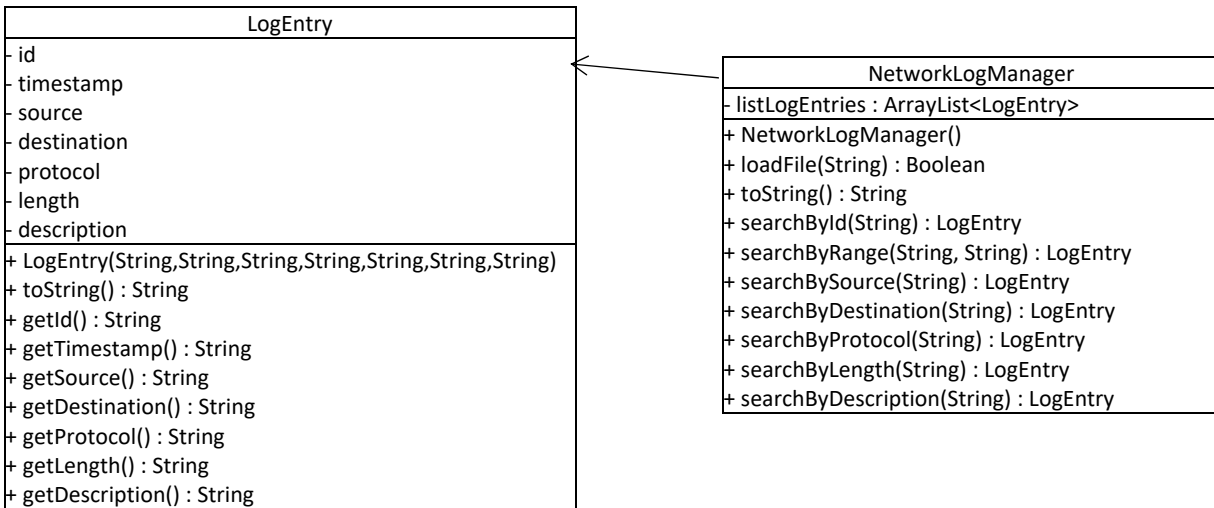 LogEntry
- id
- timestamp
- source
- destination
- protocol
- length
- description
+ LogEntry(String,String,String,String,String,String,String)
+ toString() : String
+ getId() : String
+ getTimestamp() : String
+ getSource() : String
+ getDestination() : String
+ getProtocol() : String
+ getLength() : String
+ getDescription() : String
NetworkLogManager
- listLogEntries : ArrayList<LogEntry>
+ NetworkLogManager()
+ loadFile(String) : Boolean
+ toString() : String
+ searchById(String) : LogEntry
+ searchByRange(String, String) : LogEntry
+ searchBySource(String) : LogEntry
+ searchByDestination(String) : LogEntry
+ searchByProtocol(String) : LogEntry
+ searchByLength(String) : LogEntry
+ searchByDescription(String) : LogEntry